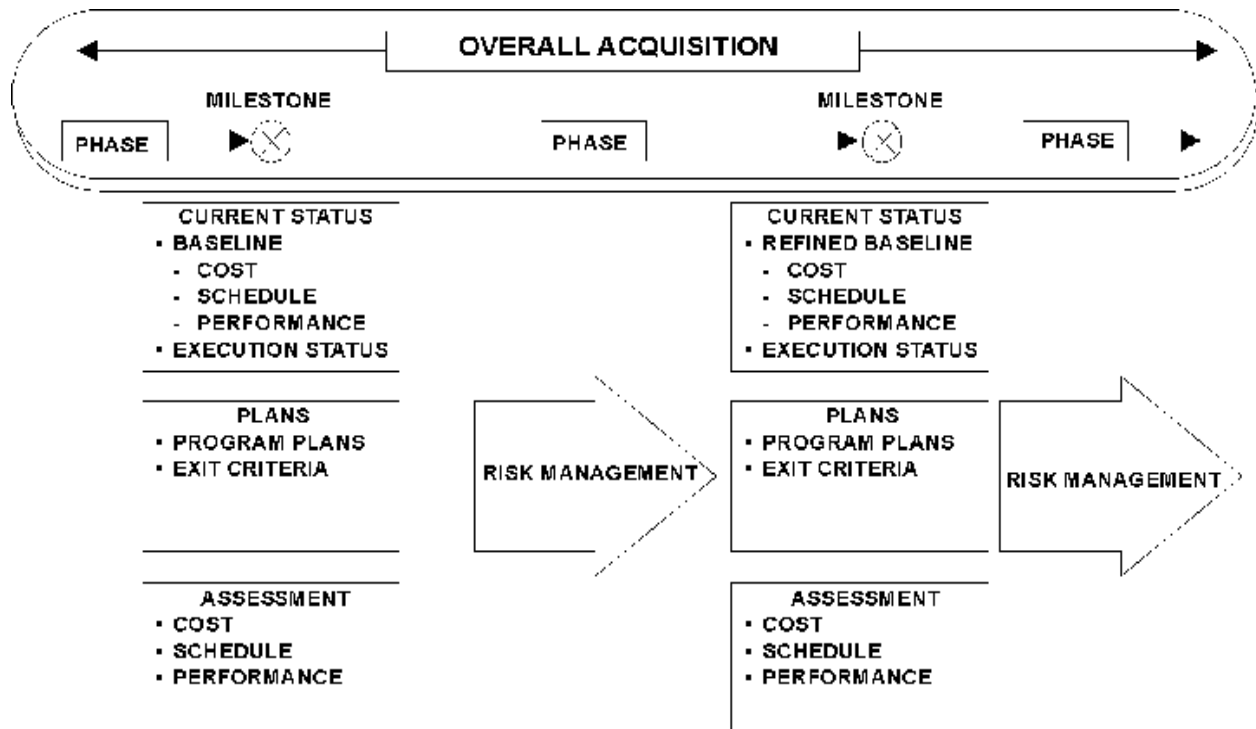 OVERALL ACQUISITION
MILESTONE
MILESTONE
PHASE
PHASE
PHASE
CURRENT STATUS
▪ BASELINE
- COST
- SCHEDULE
- PERFORMANCE
▪ EXECUTION STATUS
PLANS
▪ PROGRAM PLANS
▪ EXIT CRITERIA
ASSESSMENT
▪ COST
▪ SCHEDULE
▪ PERFORMANCE
RISK MANAGEMENT
CURRENT STATUS
▪ REFINED BASELINE
- COST
- SCHEDULE
- PERFORMANCE
▪ EXECUTION STATUS
PLANS
▪ PROGRAM PLANS
▪ EXIT CRITERIA
ASSESSMENT
▪ COST
▪ SCHEDULE
▪ PERFORMANCE
RISK MANAGEMENT